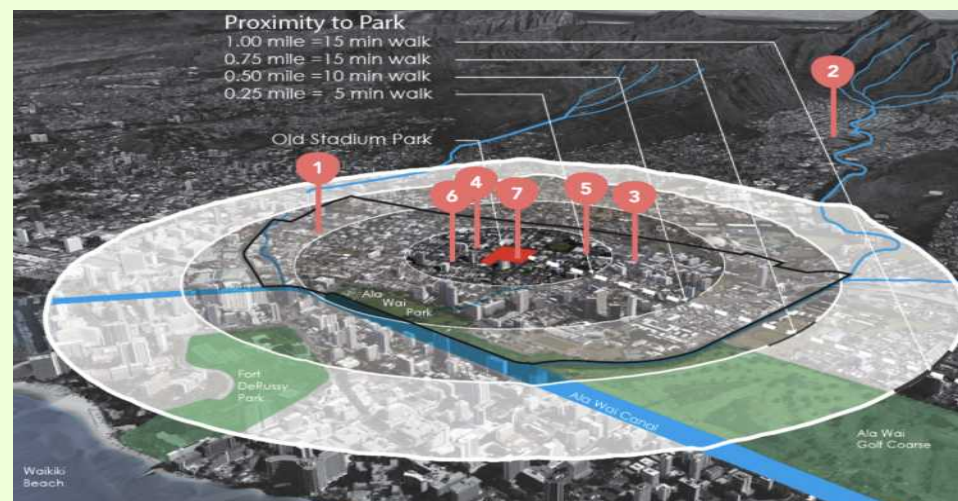 Proximity to Park
1.00 mile =15 min walk
0.75 mile =15 min walk
0.50 mile =10 min walk
0.25 mile = 5 min walk
2
Old Stadium Park
1
6
4
7
5
3
Ala
Wai
Park
Fort
DeRussy
Park
Ala Wai Canal
Ala Wai
Golf Coarse
Waikiki
Beach